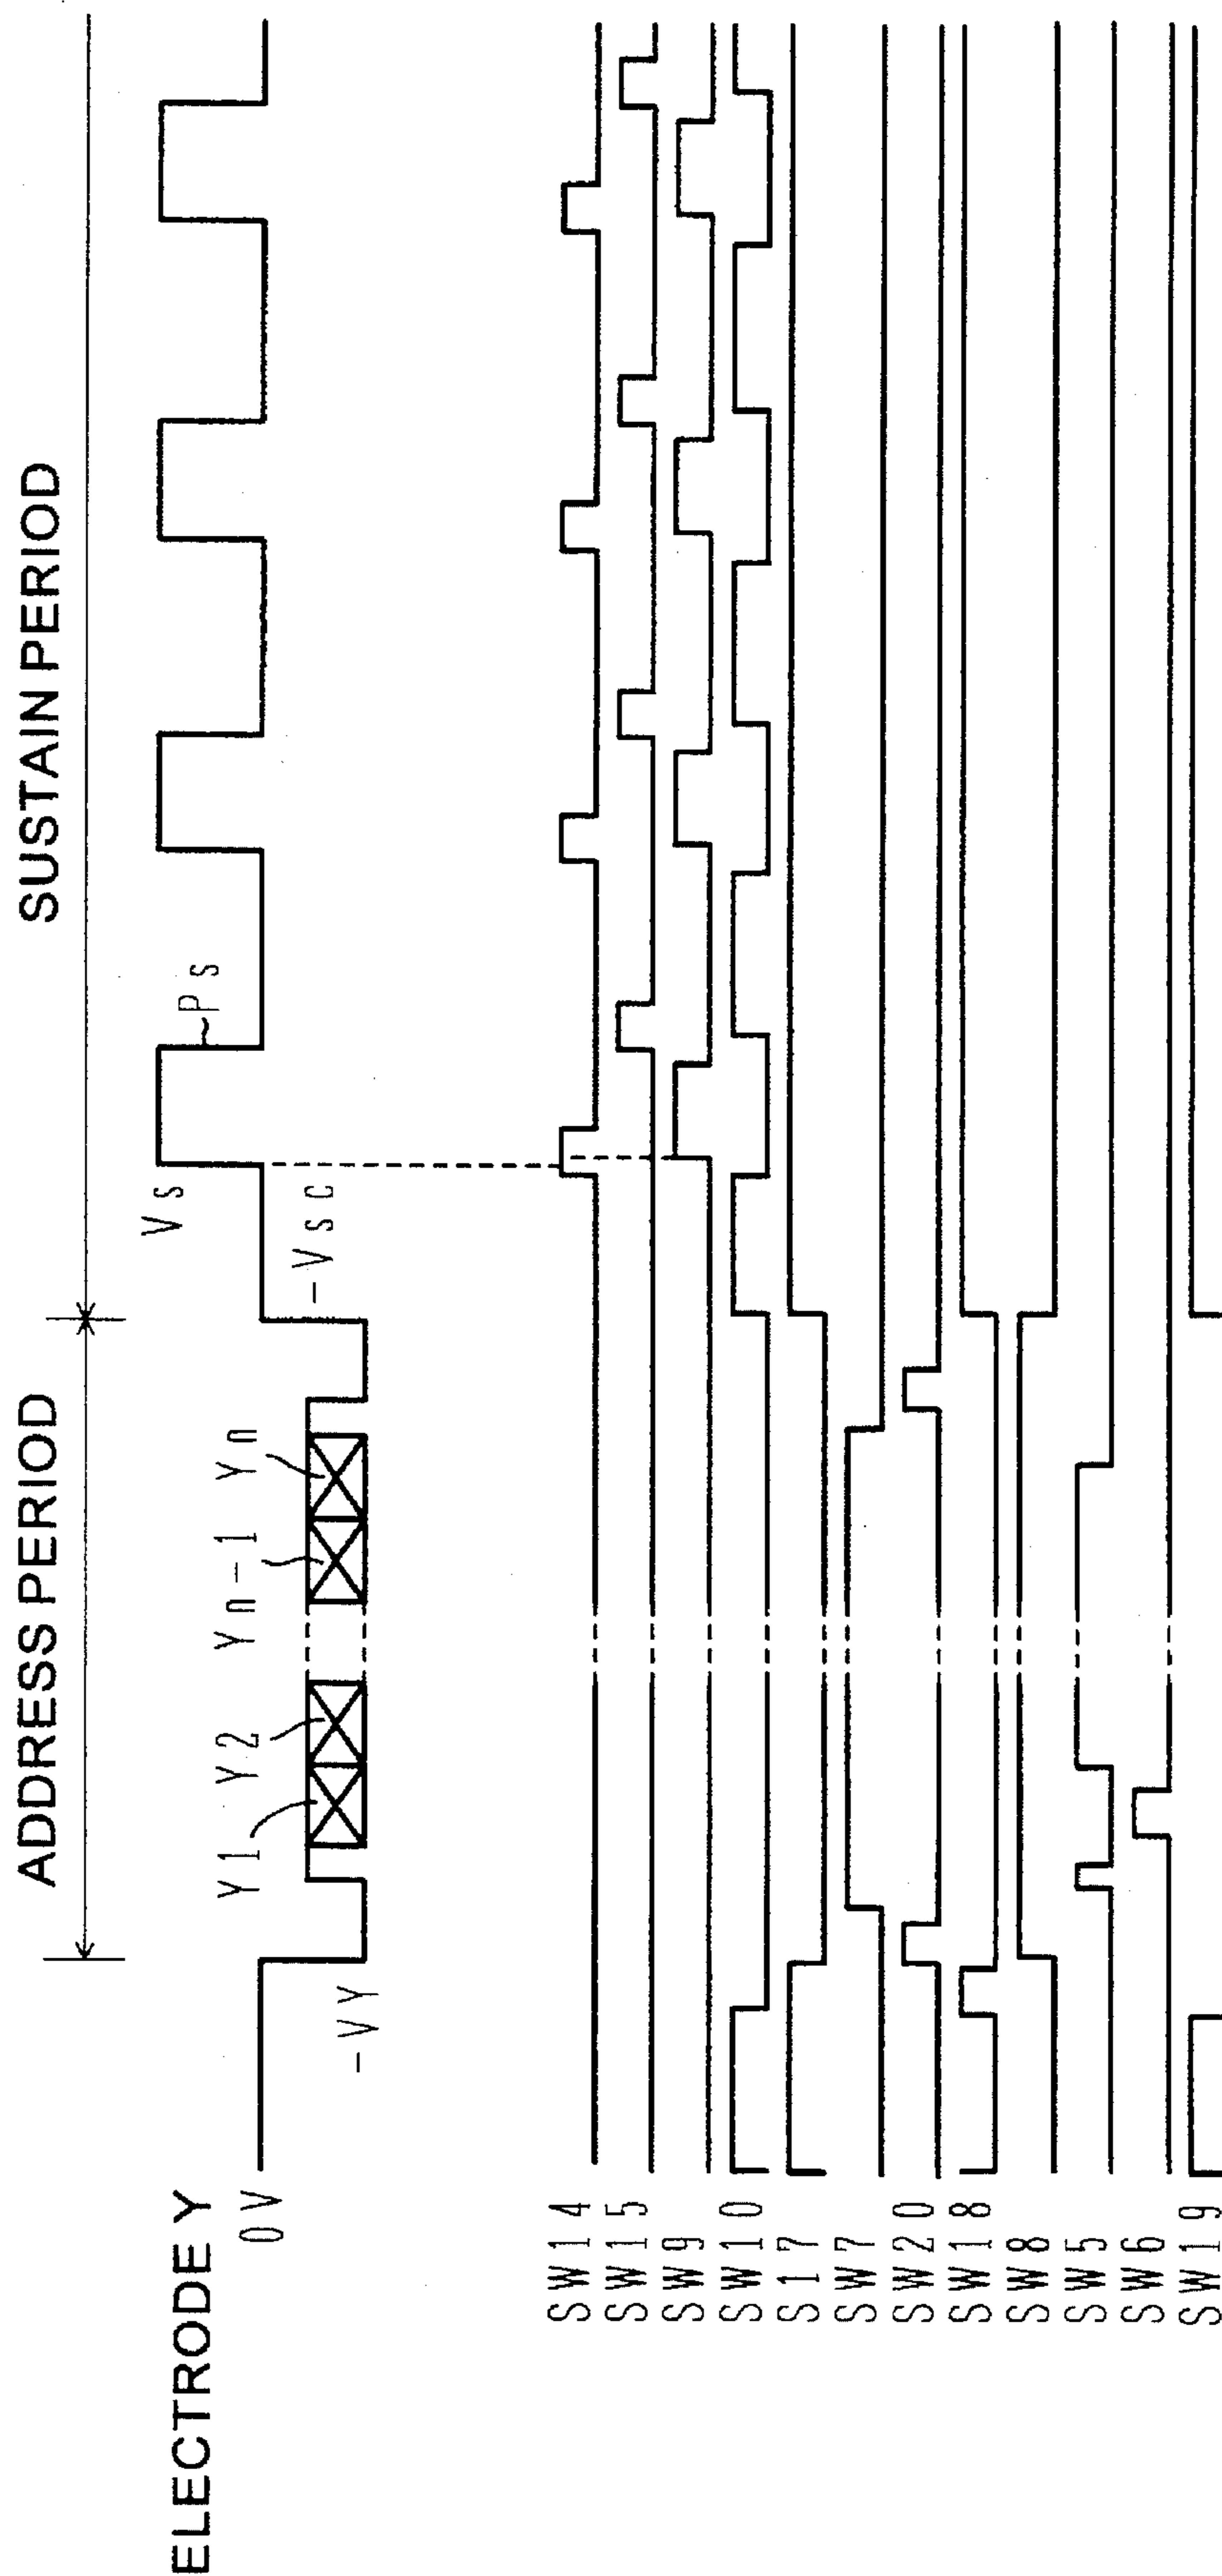 ADDRESS PERIOD
SUSTAIN PERIOD
ELECTRODE Y
0V
Vs
Ps
-Vsc
-VY
Y1
Y2
Yn-1
Yn
SW14
SW15
SW9
SW10
S17
SW7
SW20
SW18
SW8
SW5
SW6
SW19